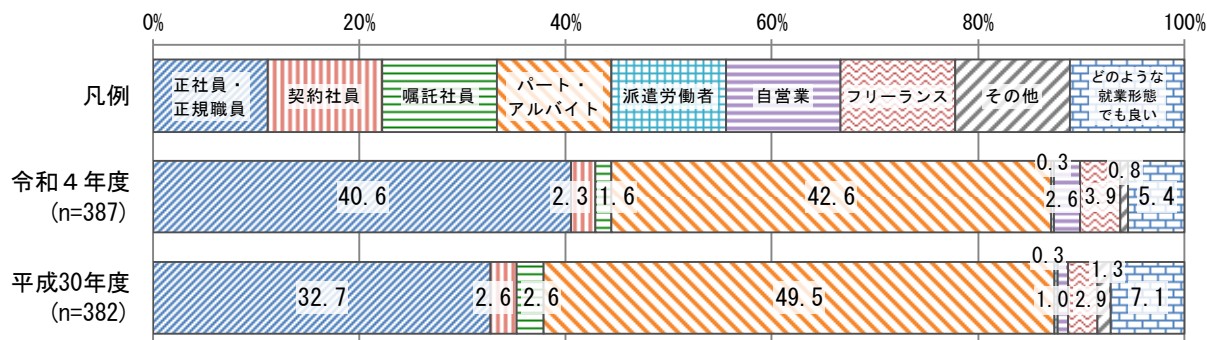 0% 20% 40% 60% 80% 100%
凡例
正社員・
正規職員
契約社員
嘱託社員
パート・
アルバイト
派遣労働者
自営業
フリーランス
その他
どのような
就業形態
でも良い
令和４年度
(n=387)
40.6 2.3 1.6 42.6 0.3 2.6 3.9 0.8 5.4
平成30年度
(n=382)
32.7 2.6 2.6 49.5 0.3 1.0 2.9 1.3 7.1